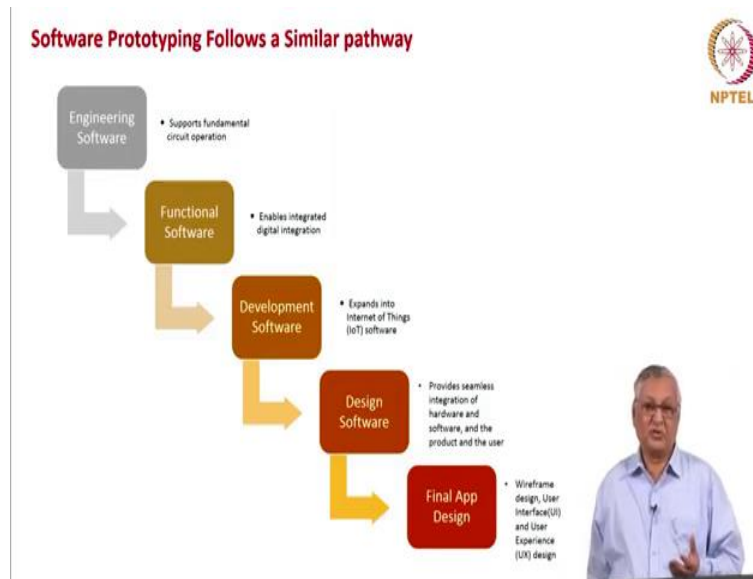 Software Prototyping Follows a Similar pathway
NPTEL
Engineering
Software
• Supports fundamental
circuit operation
Functional
Software
• Enables integrated
digital integration
Development
Software
• Expands into
Internet of Things
(IoT) software
Design
Software
• Provides seamless
integration of
hardware and
software, and the
product and the
user
Final App
Design
• Wireframe
design, User
Interface(UI)
and User
Experience
(UX) design